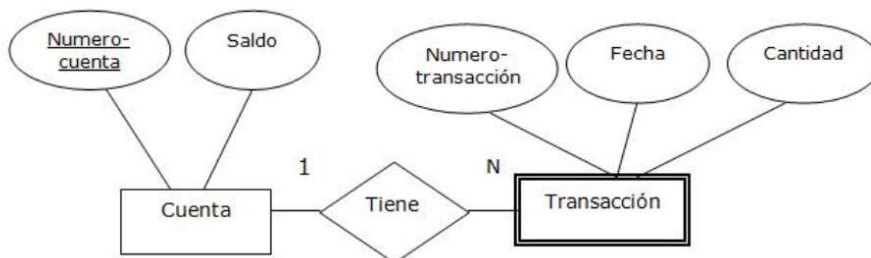 Numero-
cuenta
Saldo
Numero-
transacción
Fecha
Cantidad
1
N
Cuenta
Tiene
Transacción